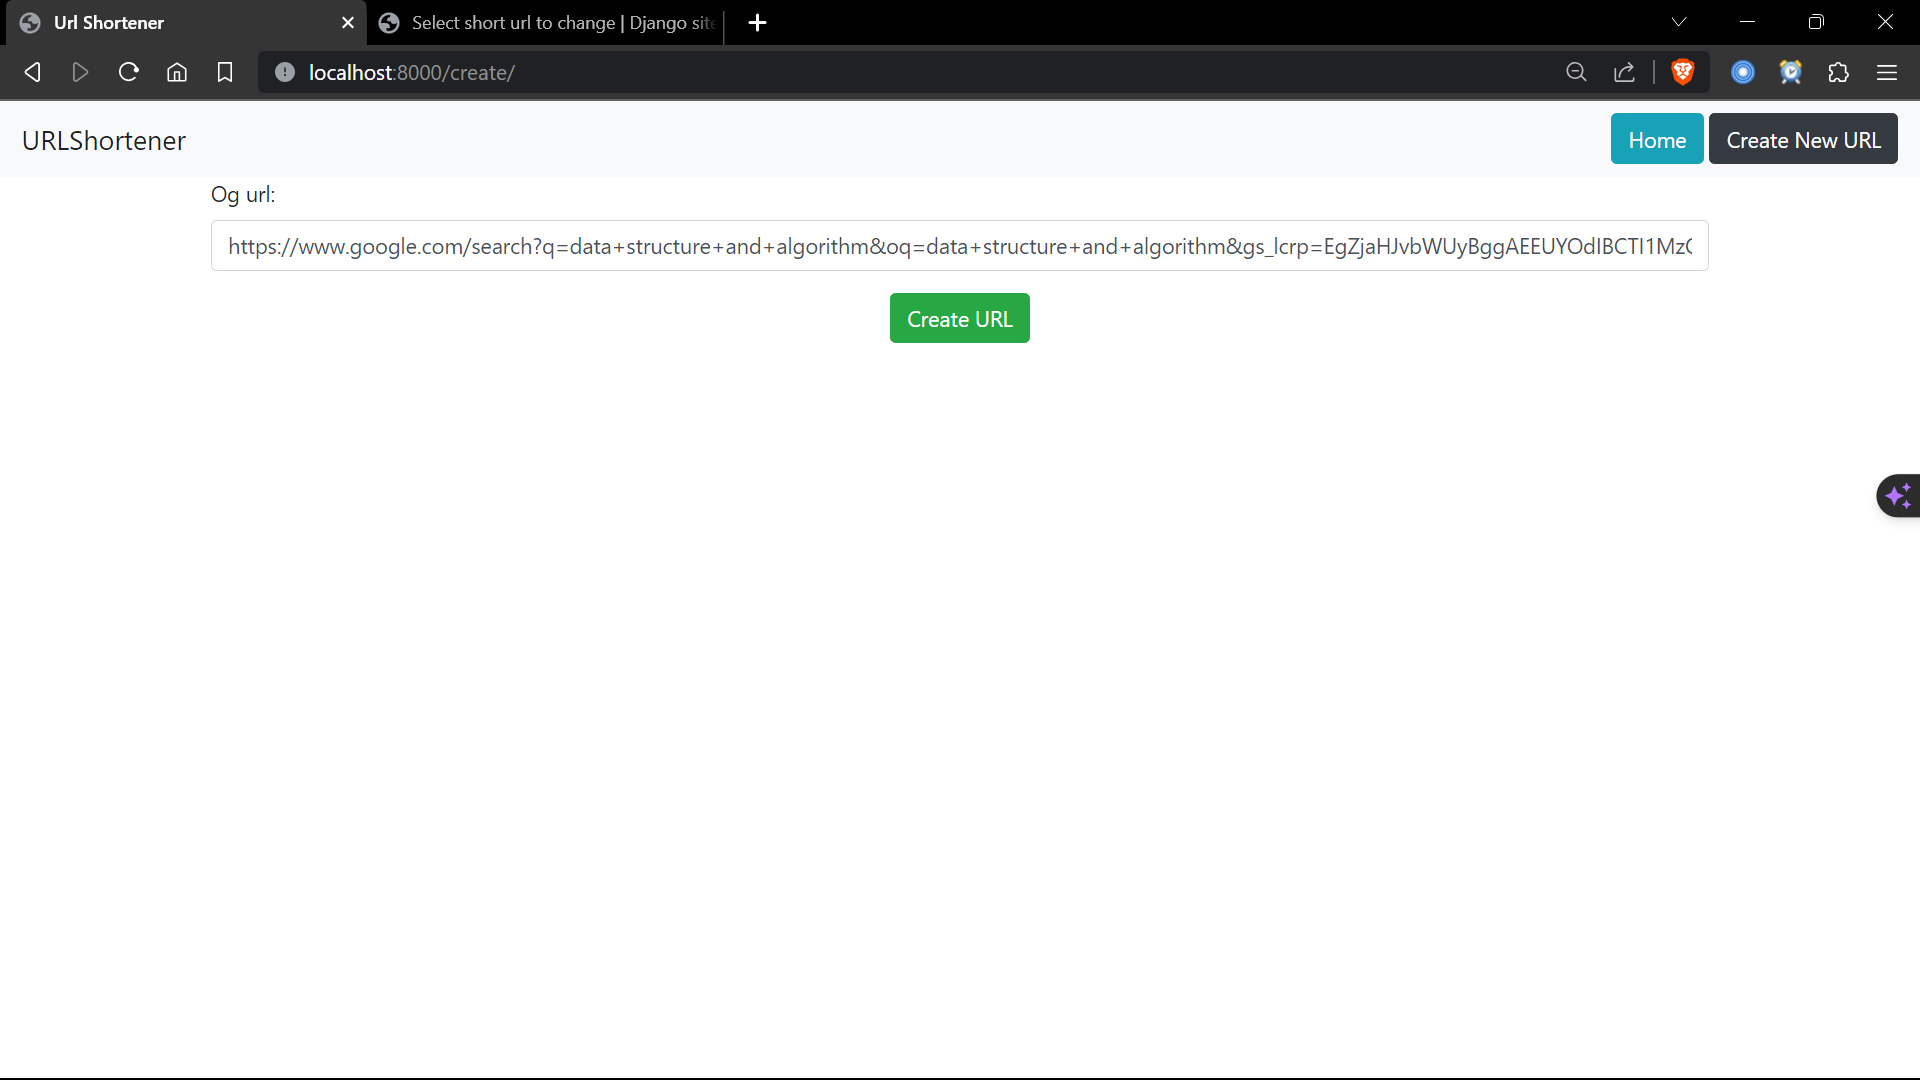 Url Shortener
Select short url to change | Django site
localhost:8000/create/
URLShortener
Home
Create New URL
Og url:
https://www.google.com/search?q=data+structure+and+algorithm&oq=data+structure+and+algorithm&gs_lcrp=EgZjaHJvbWUyBggAEEUYOdIBCTI1Mz
Create URL